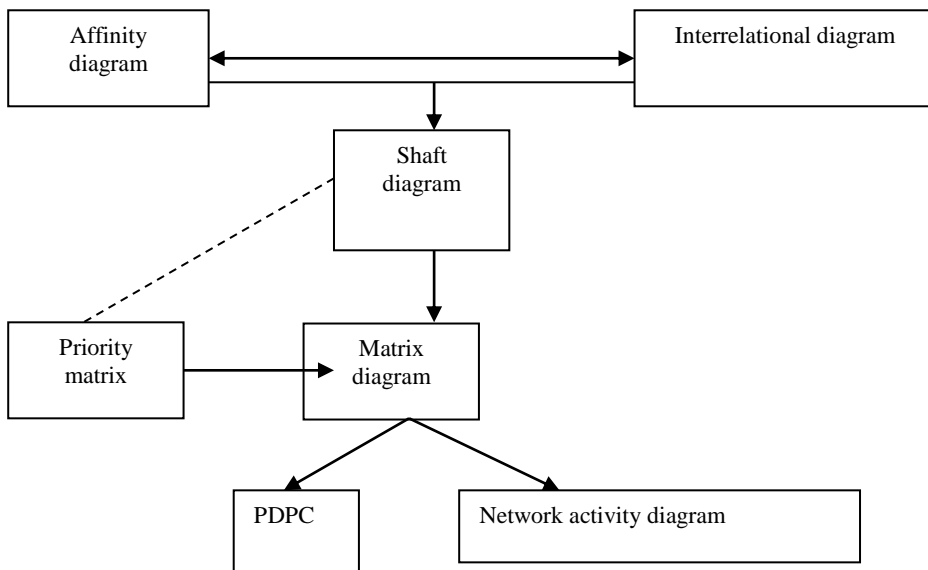 Affinity
diagram
Interrelational diagram
Shaft
diagram
Priority
matrix
Matrix
diagram
PDPC
Network activity diagram